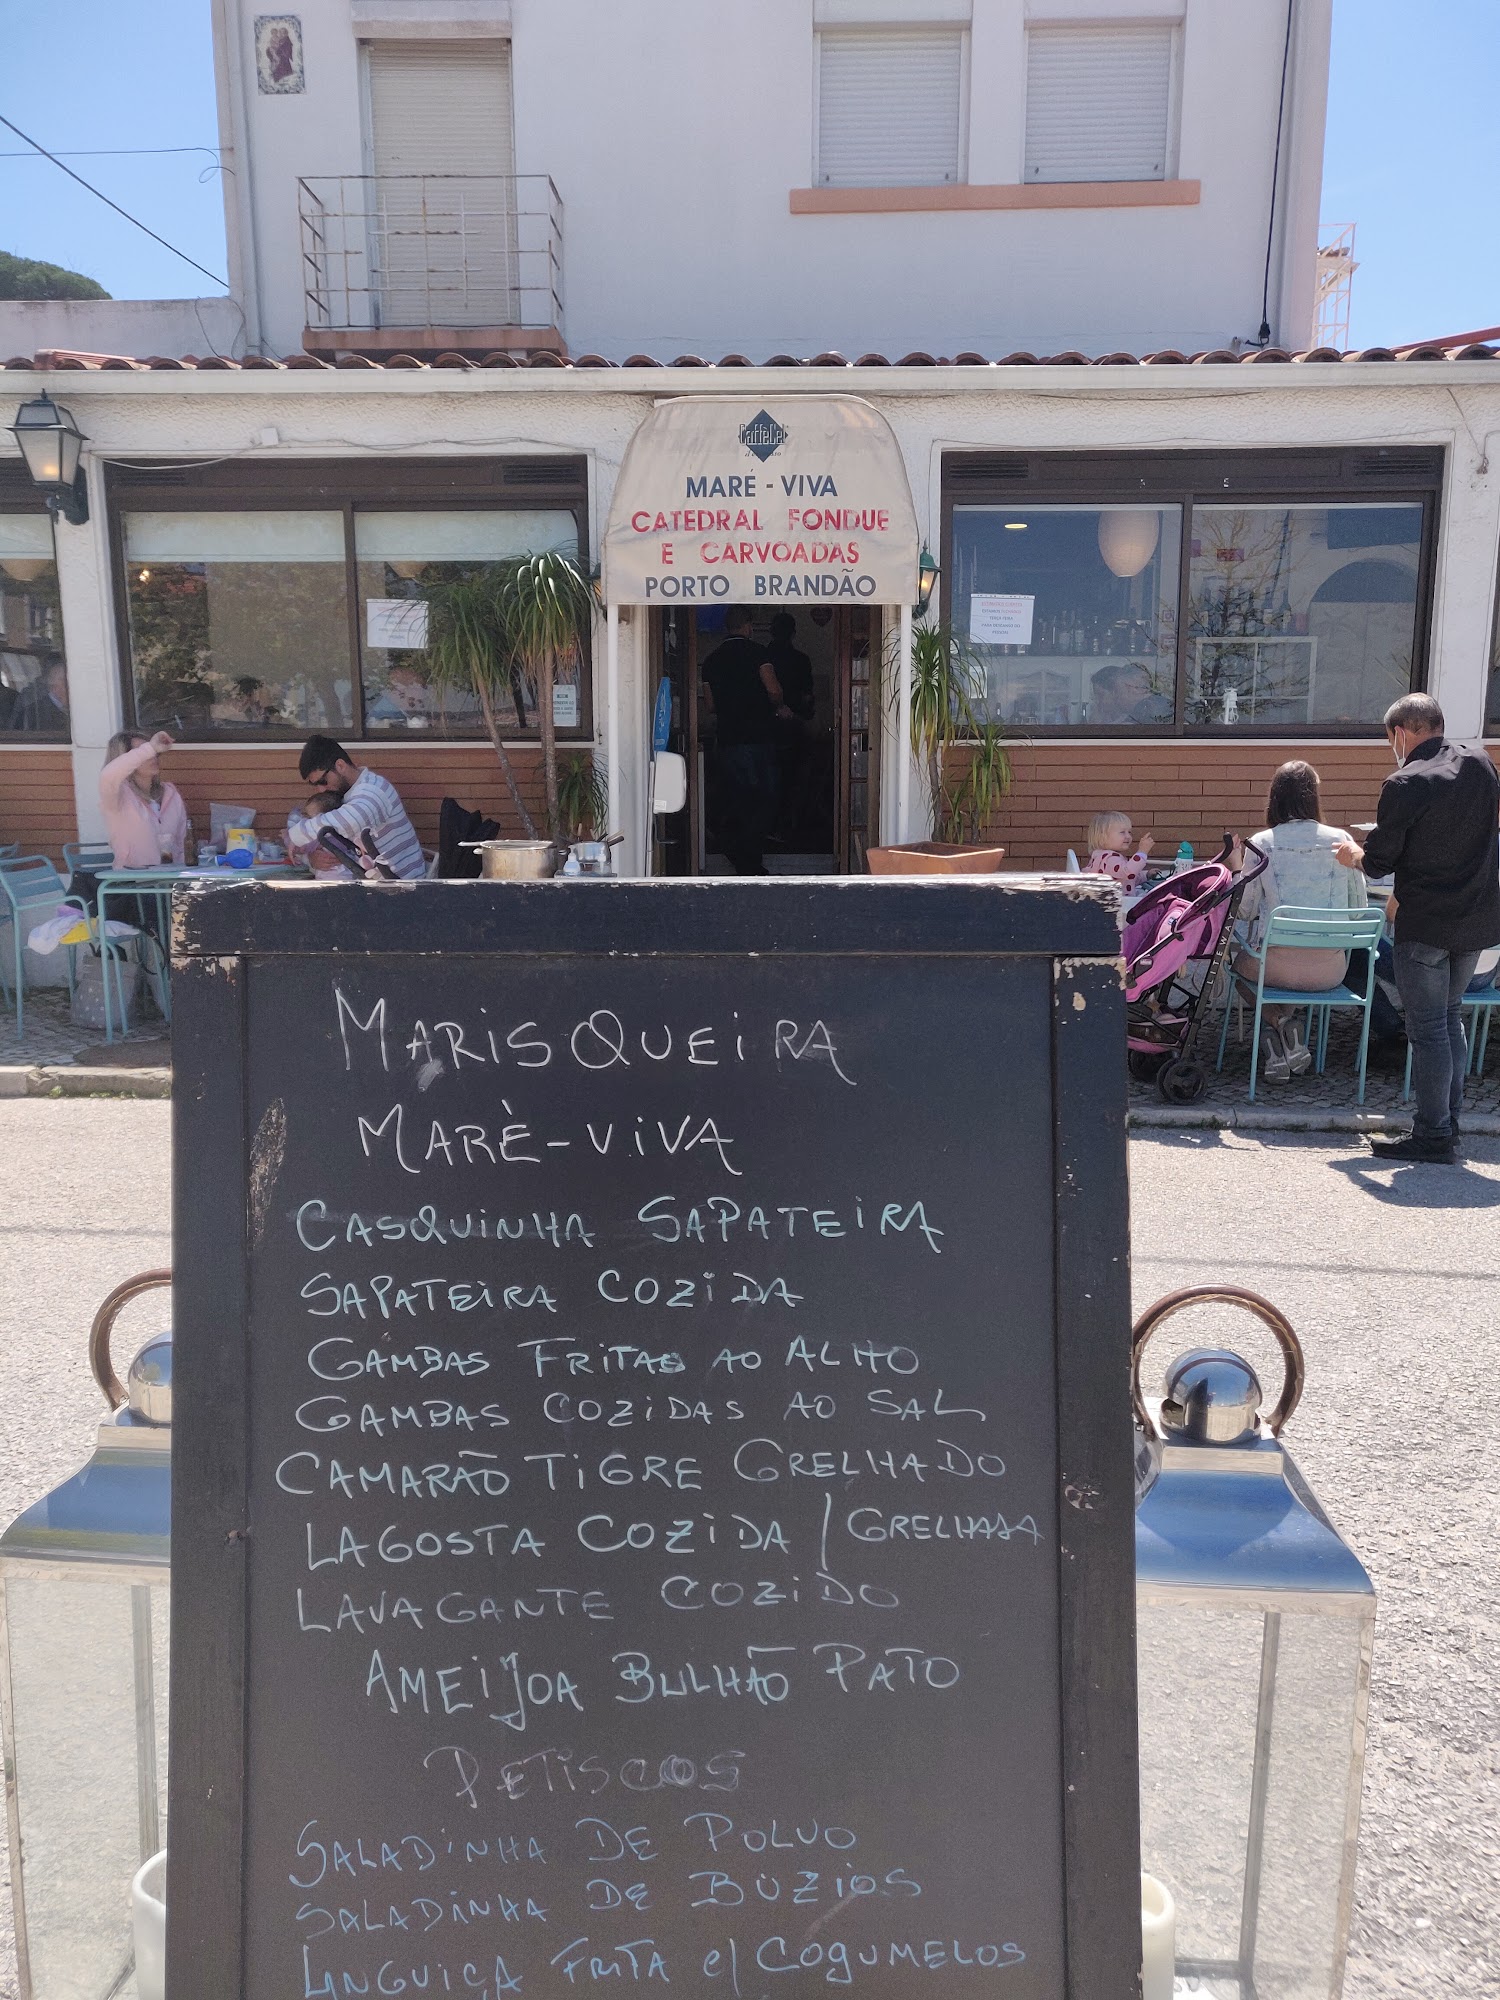 CaffèCel
MARÉ - VIVA
CATEDRAL FONDUE
E CARVOADAS
PORTO BRANDÃO
MARISQUEIRA
MARÈ-VIVA
CASQUINHA SAPATEIRA
SAPATEIRA COZIDA
GAMBAS FRITAS AO ALHO
GAMBAS COZIDAS AO SAL
CAMARÃO TIGRE GRELHADO
LAGOSTA COZIDA / GRELHADA
LAVAGANTE COZIDO
AMEIJOA BULHÃO PATO
PETISCOS
SALADINHA DE POLVO
SALADINHA DE BÚZIOS
LINGUIÇA FRITA C/ COGUMELOS